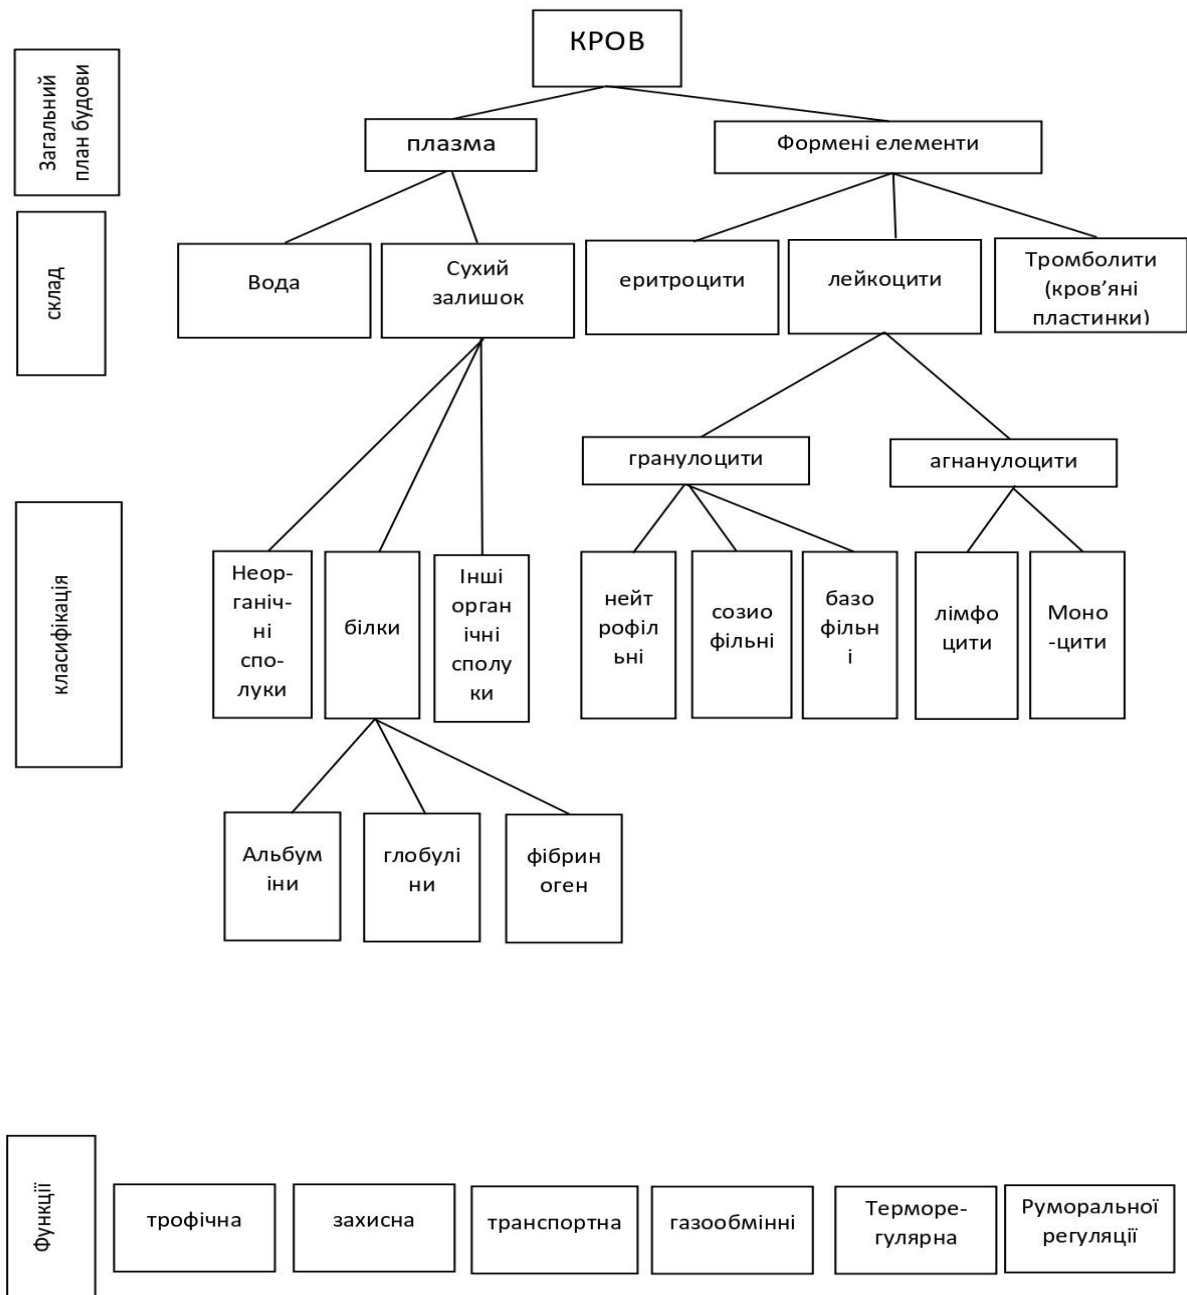 КРОВ
Загальний
план будови
плазма
Формені елементи
склад
Вода
Сухий
залишок
еритроцити
лейкоцити
Тромболити
(кров’яні
пластинки)
гранулоцити
агнанулоцити
класифікація
Неор-
ганіч-
ні
спо-
луки
білки
Інші
орган
ічні
сполу
ки
нейт
рофіль
ьні
созио
фільні
базо
фільн
і
лімфо
цити
Моно
-цити
Альбум
іни
глобулі
ни
фібрин
оген
Функції
трофічна
захисна
транспортна
газообмінні
Терморе-
гулярна
Руморальної
регуляції